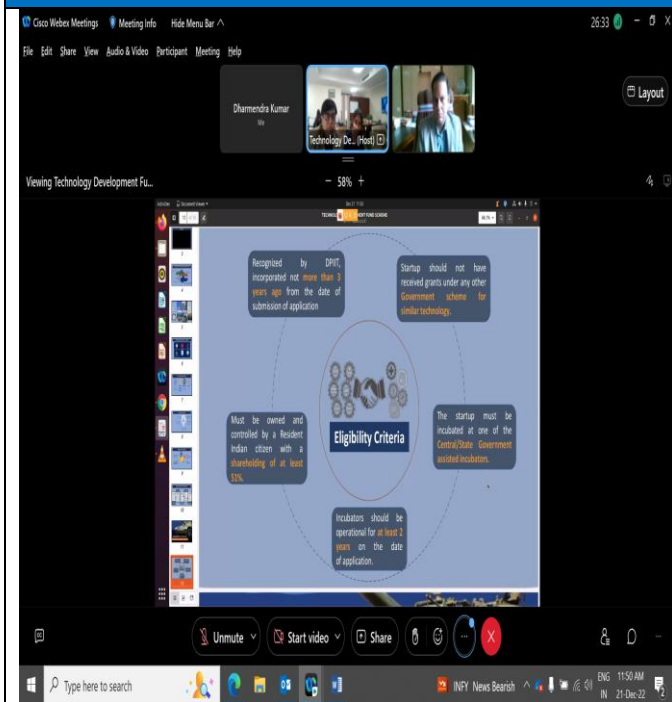 Cisco Webex Meetings Meeting Info Hide Menu Bar
26:33
File Edit Share View Audio & Video Participant Meeting Help
Layout
Dharmendra Kumar
Me
Technology De... (Host)
Viewing Technology Development Fu...
58%
Recognized by DPIIT,
incorporated not more than 3
years ago from the date of
submission of application
Startup should not have
received grants under any other
Government scheme for
similar technology.
Must be owned and
controlled by a Resident
Indian citizen with a
shareholding of at least
51%.
Eligibility Criteria
The startup must be
incubated at one of the
Central/State Government
assisted incubators.
Incubators should be
operational for at least 2
years on the date
of application.
Unmute Start video Share
Type here to search
INFY News Bearish
ENG 11:50 AM
IN 21-Dec-22
2